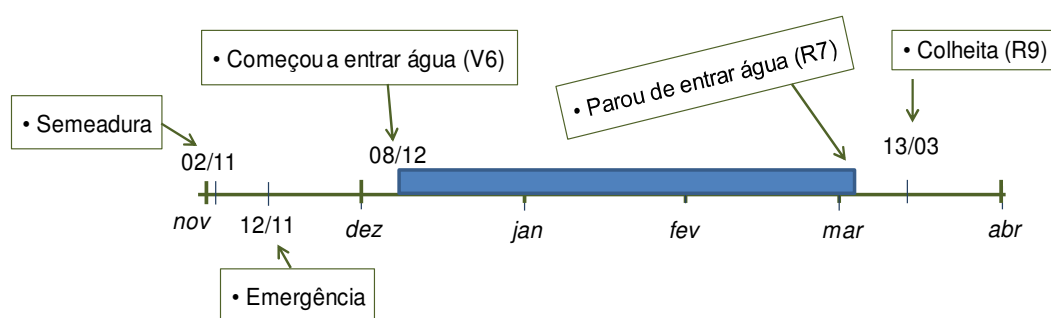 • Começou a entrar água (V6)
• Parou de entrar água (R7)
• Colheita (R9)
• Semeadura
02/11
08/12
13/03
nov
12/11
dez
jan
fev
mar
abr
• Emergência